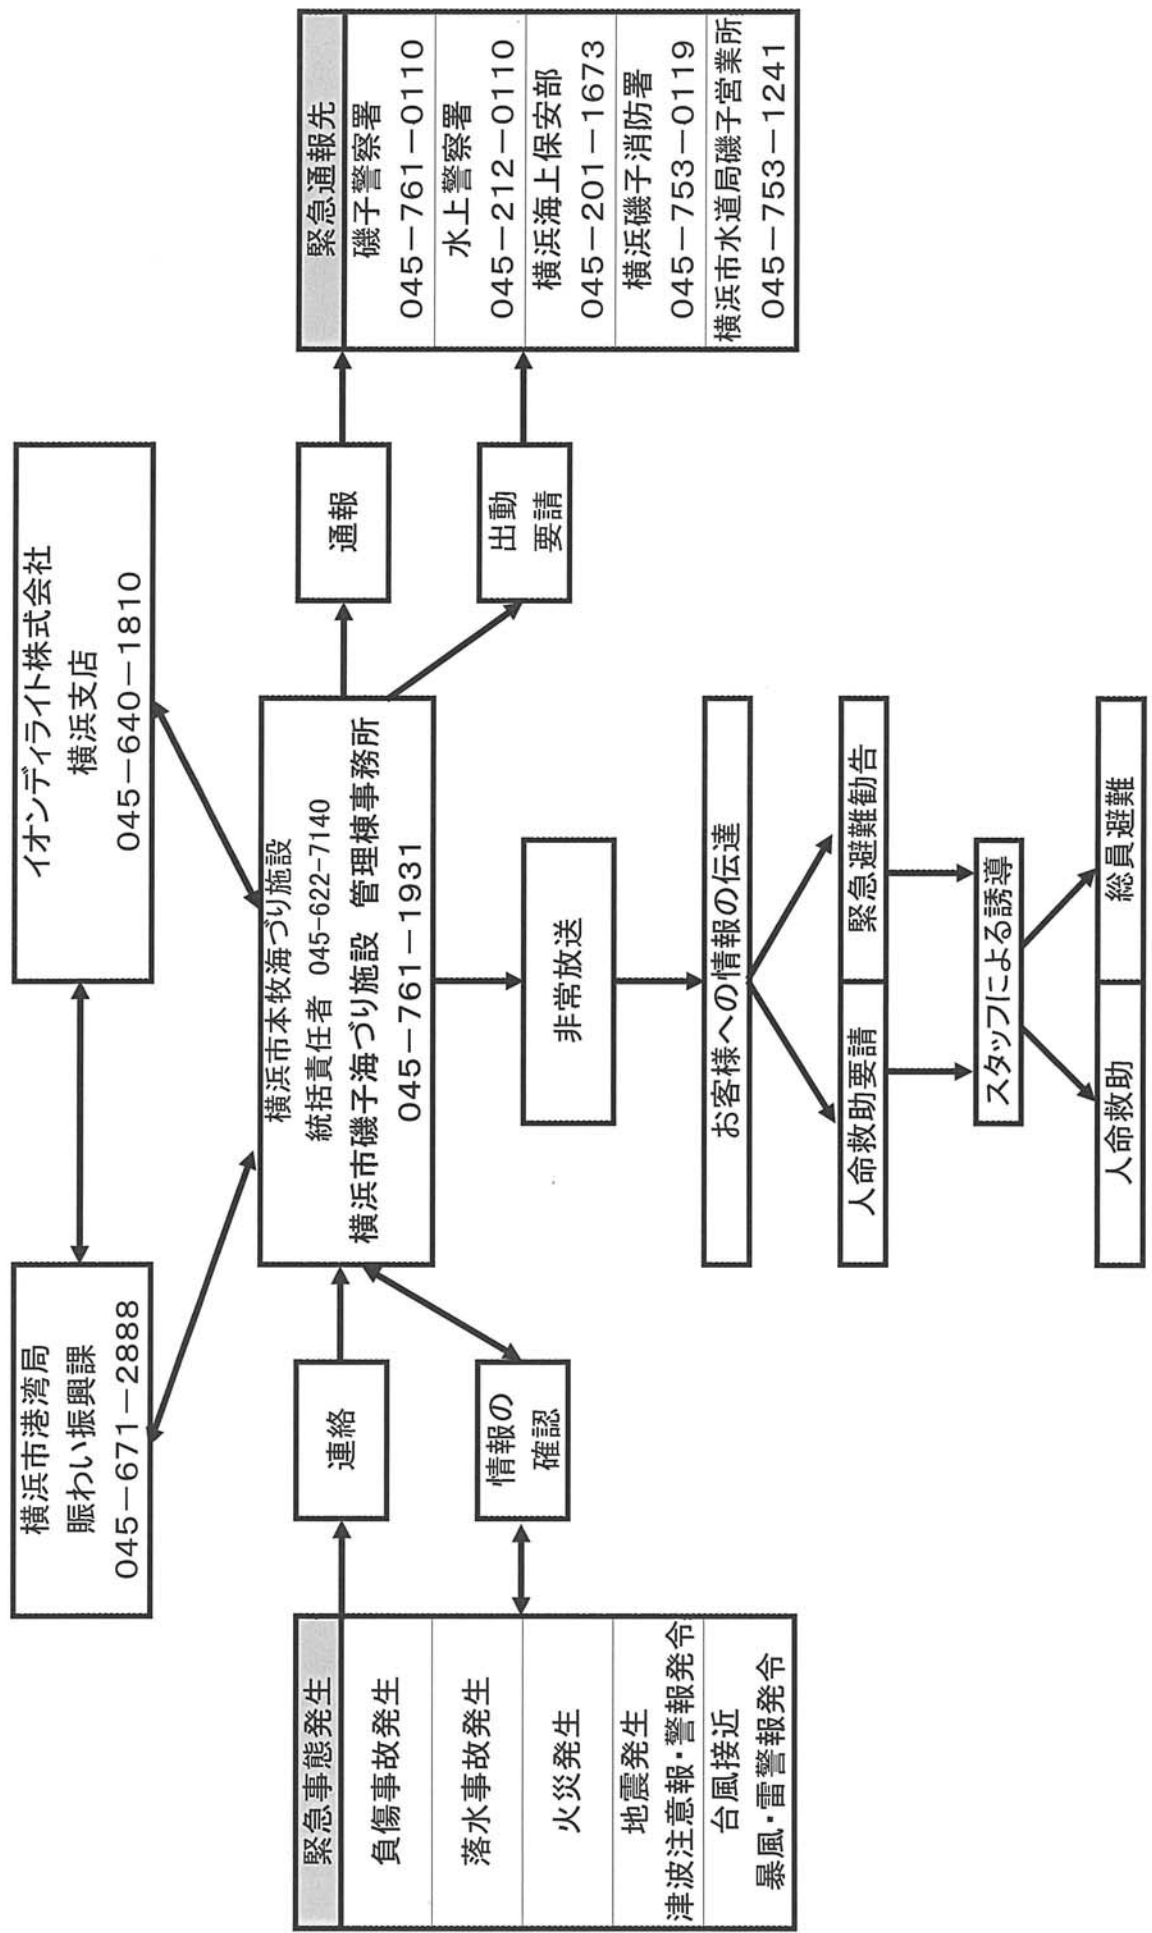 横浜市港湾局
賑わい振興課
045－671－2888
イオンディライト株式会社
横浜支店
045－640－1810
緊急事態発生
負傷事故発生
落水事故発生
火災発生
地震発生
津波注意報・警報発令
台風接近
暴風・雷警報発令
連絡
情報の
確認
横浜市本牧海づり施設
統括責任者 045-622-7140
横浜市磯子海づり施設 管理棟事務所
045－761－1931
通報
出動
要請
緊急通報先
磯子警察署
045－761－0110
水上警察署
045－212－0110
横浜海上保安部
045－201－1673
横浜磯子消防署
045－753－0119
横浜市水道局磯子営業所
045－753－1241
非常放送
お客様への情報の伝達
人命救助要請
緊急避難勧告
スタッフによる誘導
人命救助
総員避難